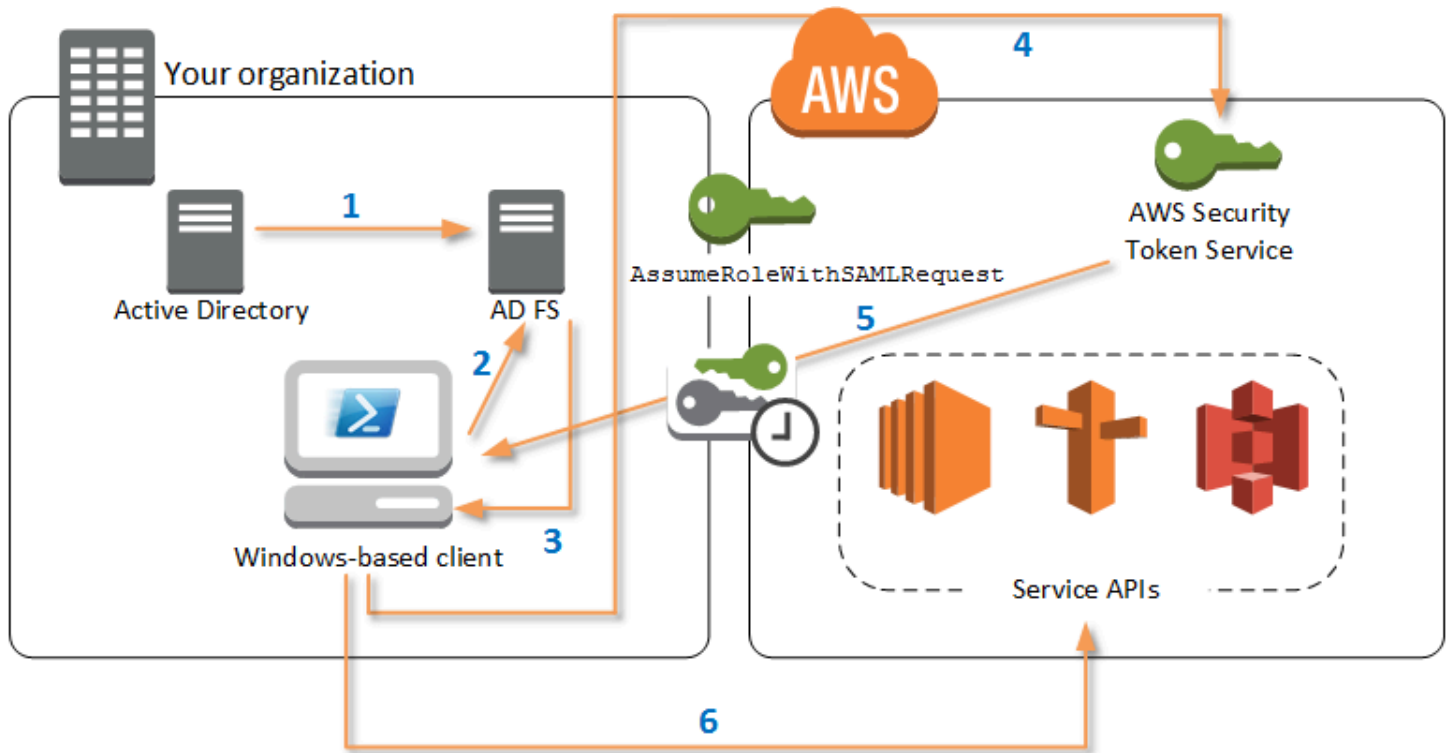 Your organization
AWS
4
1
AWS Security
Token Service
AssumeRoleWithSAMLRequest
Active Directory
AD FS
5
2
3
Windows-based client
Service APIs
6